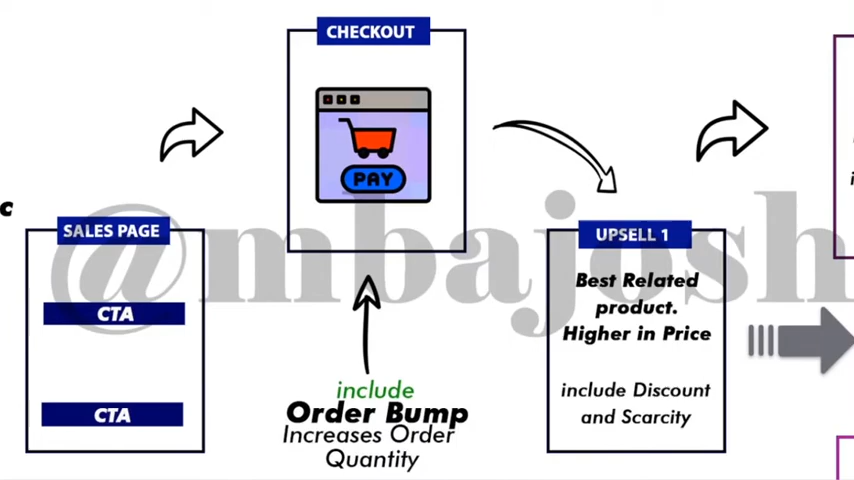 CHECKOUT
PAY
c
SALES PAGE
CTA
CTA
include
Order Bump
Increases Order
Quantity
UPSELL 1
Best Related
product.
Higher in Price
include Discount
and Scarcity
@mbajosh